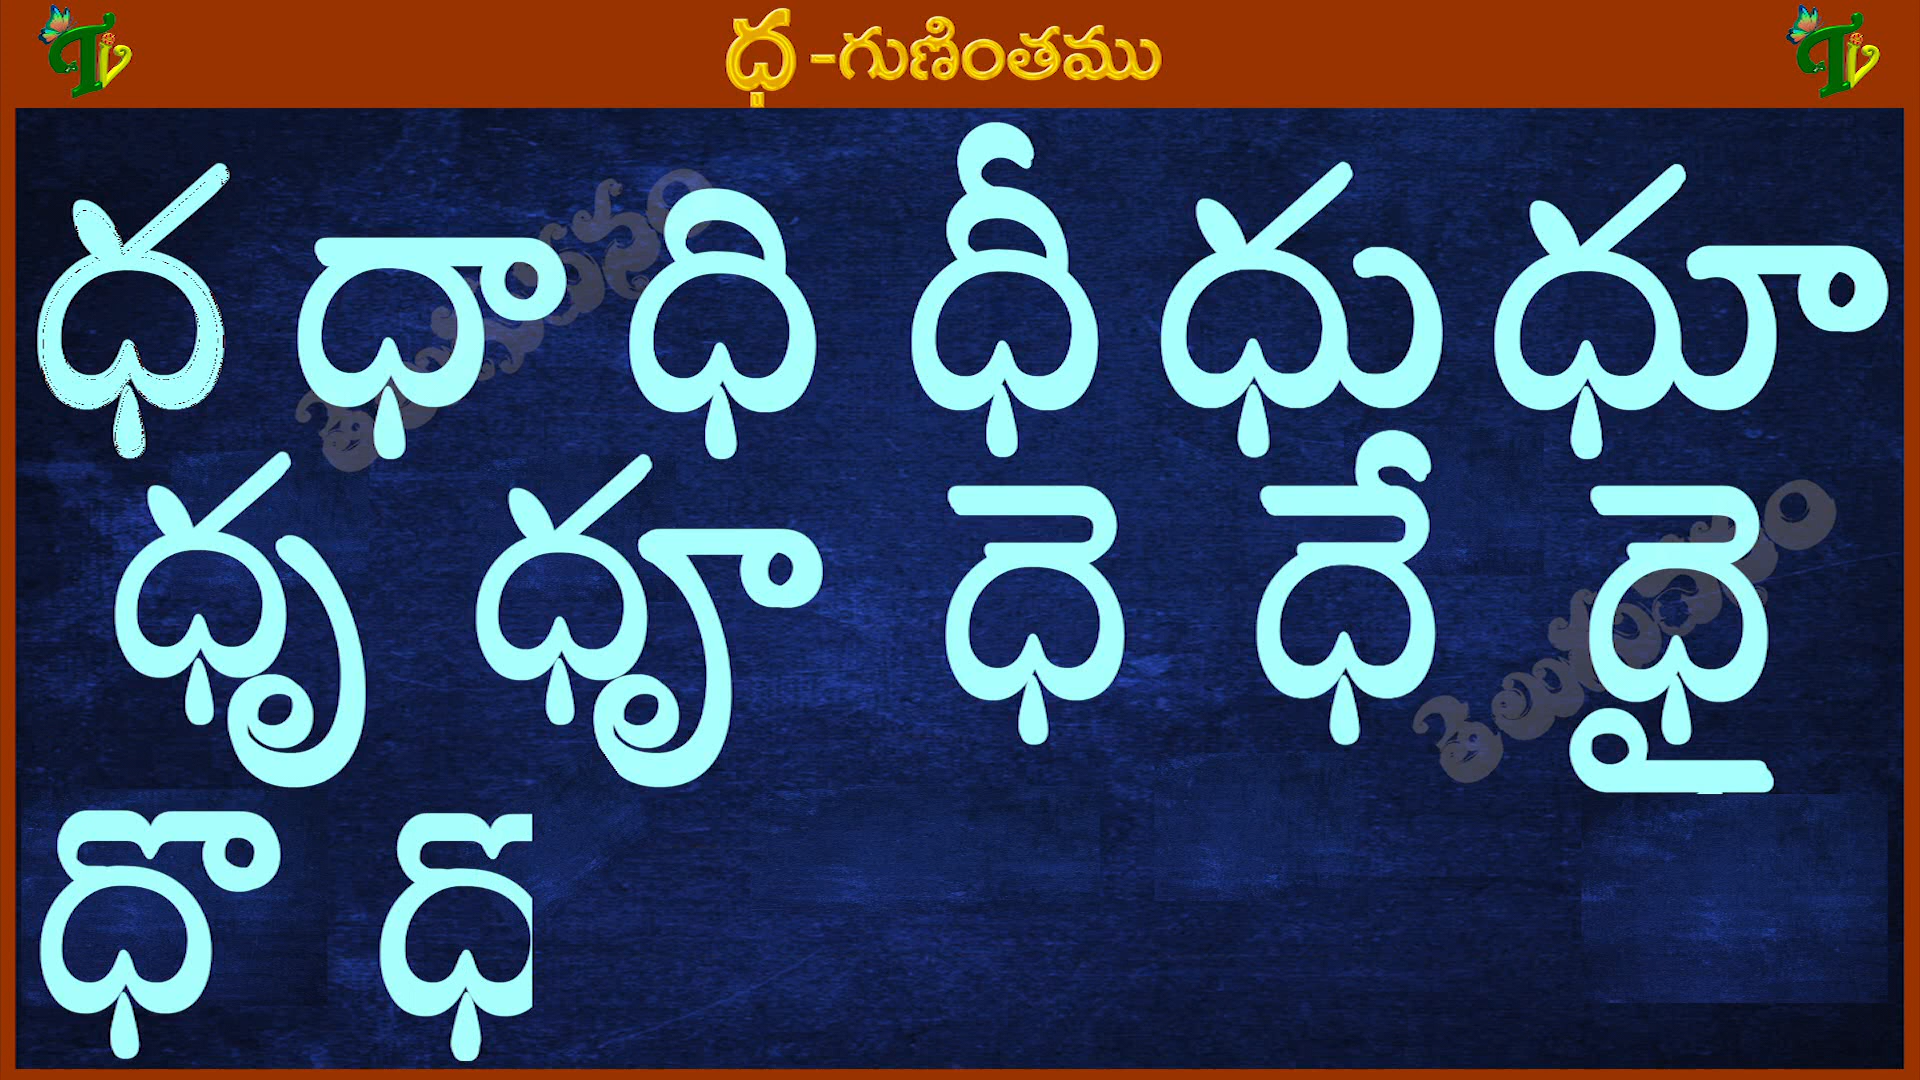 ధ -గుణింతము
ధ ధా ధి ధీ ధు ధూ
ధృ ధౄ ధె ధే ధై
ధొ